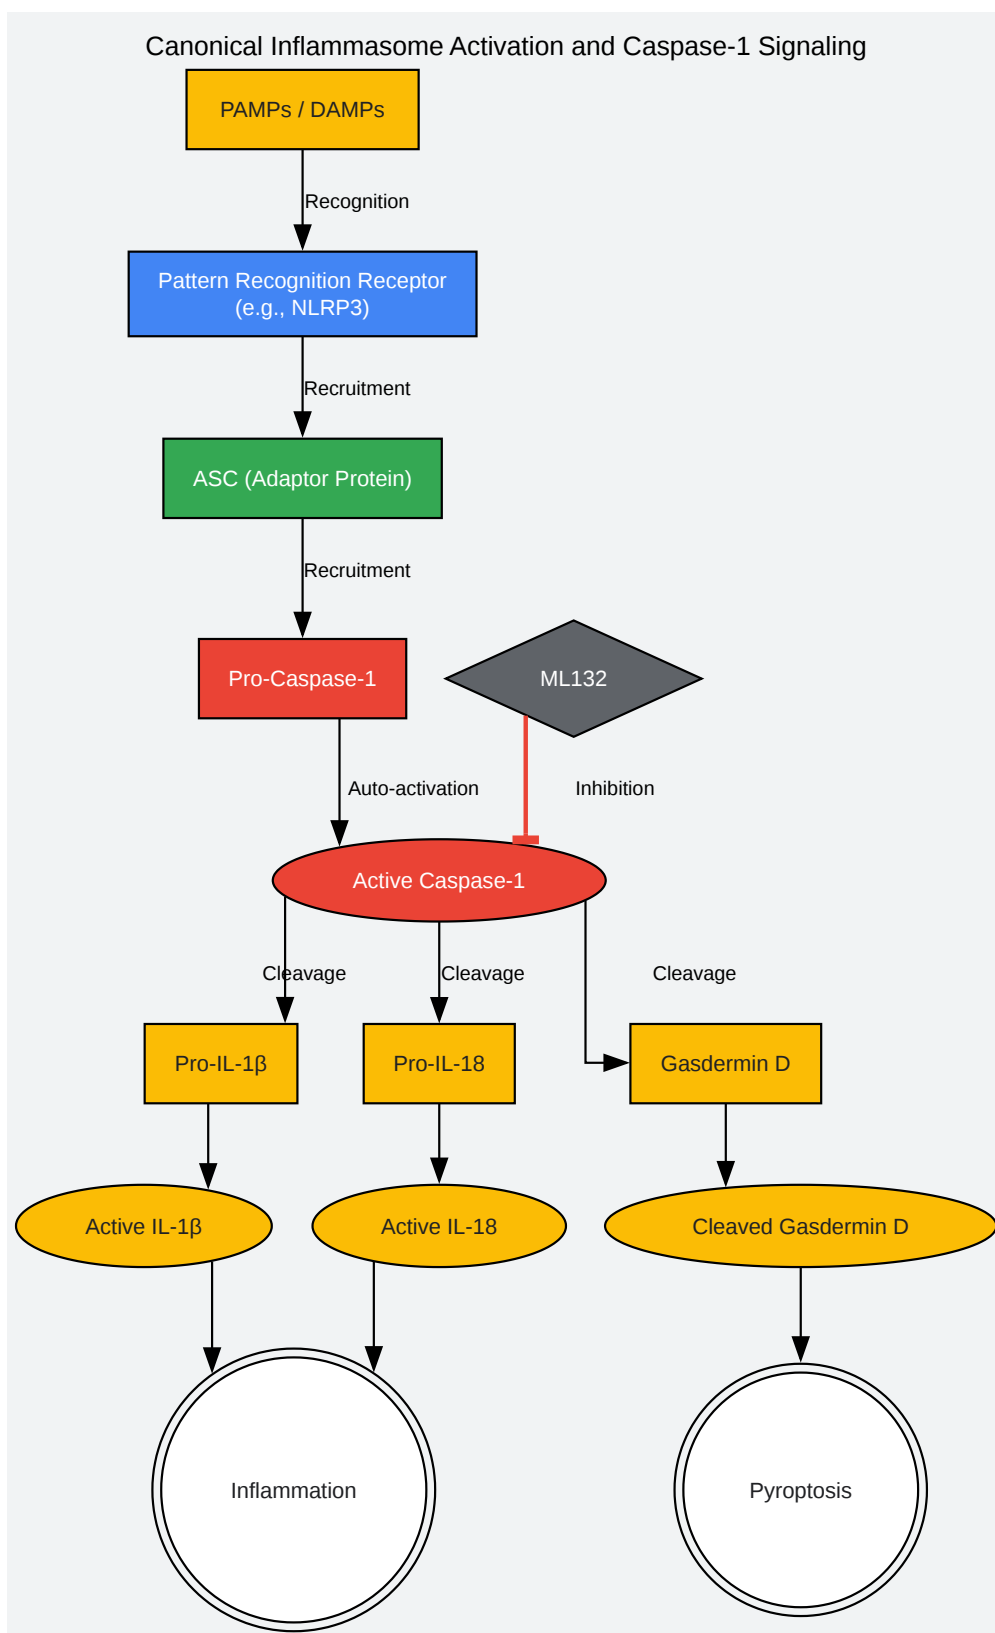 Canonical Inflammasome Activation and Caspase-1 Signaling
PAMPs / DAMPs
Recognition
Pattern Recognition Receptor
(e.g., NLRP3)
Recruitment
ASC (Adaptor Protein)
Recruitment
Pro-Caspase-1
ML132
Auto-activation
Inhibition
Active Caspase-1
Cleavage
Cleavage
Cleavage
Pro-IL-1β
Pro-IL-18
Gasdermin D
Active IL-1β
Active IL-18
Cleaved Gasdermin D
Inflammation
Pyroptosis